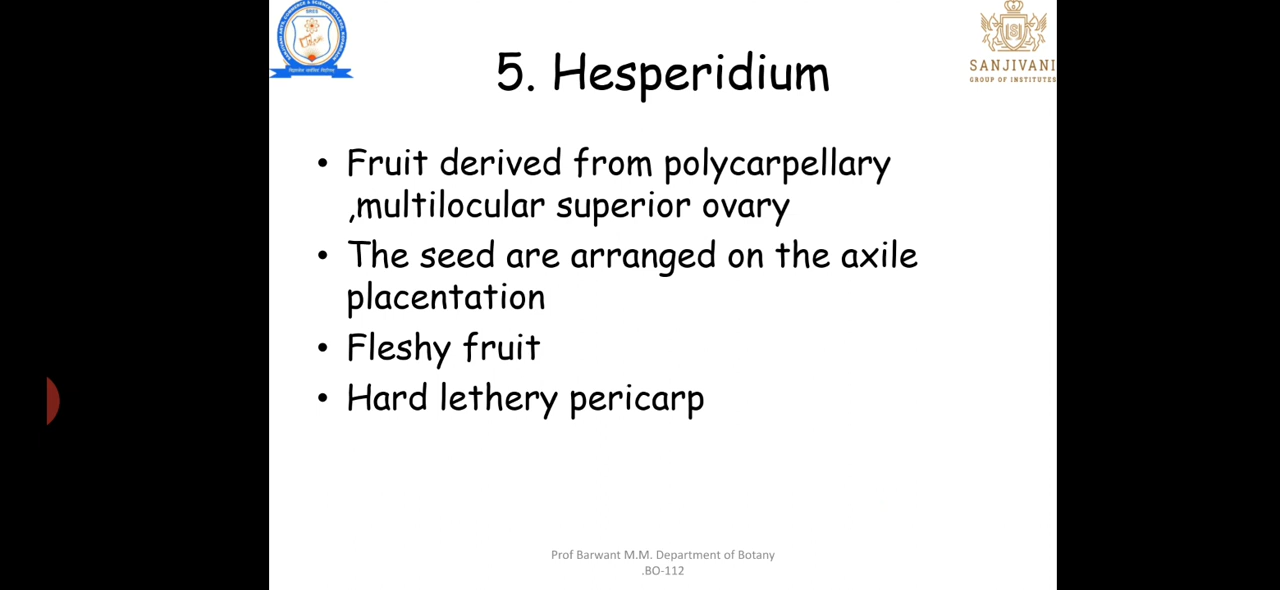 SANJIVANI
GROUP OF INSTITUTES
5. Hesperidium
• Fruit derived from polycarpellary
,multilocular superior ovary
• The seed are arranged on the axile
placentation
• Fleshy fruit
• Hard lethery pericarp
Prof Barwant M.M. Department of Botany
.BO-112